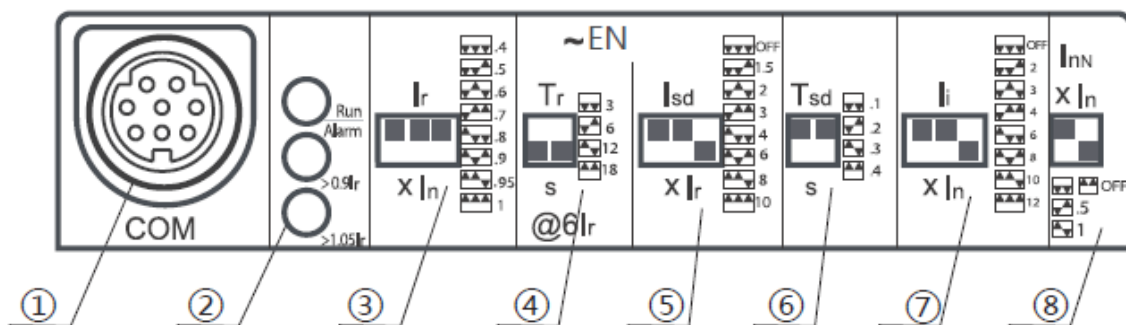 COM
Run
Alarm
>0.9Ir
>1.05Ir
Ir
x In
.4
.5
.6
.7
.8
.9
.95
1
~EN
Tr
s
@6Ir
3
6
12
18
Isd
x Ir
OFF
1.5
2
3
4
6
8
10
Tsd
s
.1
.2
.3
.4
Ii
x In
OFF
2
3
4
6
8
10
12
InN
x In
OFF
.5
1
① ② ③ ④ ⑤ ⑥ ⑦ ⑧